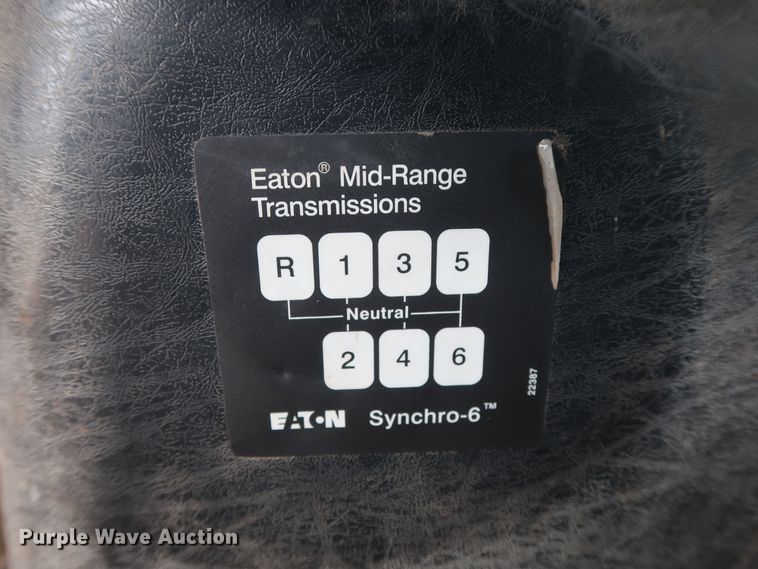 Eaton® Mid-Range
Transmissions
R 1 3 5
Neutral
2 4 6
22387
EATON Synchro-6™
Purple Wave Auction